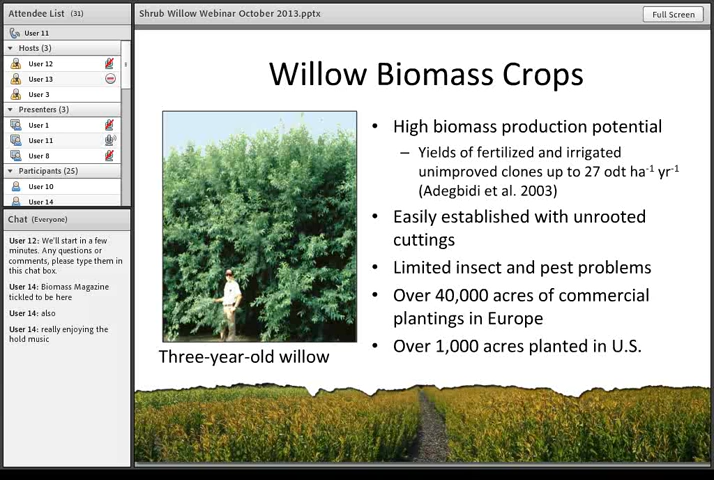 Attendee List (31)
User 11
Hosts (3)
User 12
User 13
User 3
Presenters (3)
User 1
User 11
User 8
Participants (25)
User 10
User 14
Chat (Everyone)
User 12: We'll start in a few
minutes. Any questions or
comments, please type them in
this chat box.
User 14: Biomass Magazine
tickled to be here
User 14: also
User 14: really enjoying the
hold music
Shrub Willow Webinar October 2013.pptx
Full Screen
Willow Biomass Crops
Three-year-old willow
• High biomass production potential
– Yields of fertilized and irrigated
unimproved clones up to 27 odt ha⁻¹ yr⁻¹
(Adegbidi et al. 2003)
• Easily established with unrooted
cuttings
• Limited insect and pest problems
• Over 40,000 acres of commercial
plantings in Europe
• Over 1,000 acres planted in U.S.